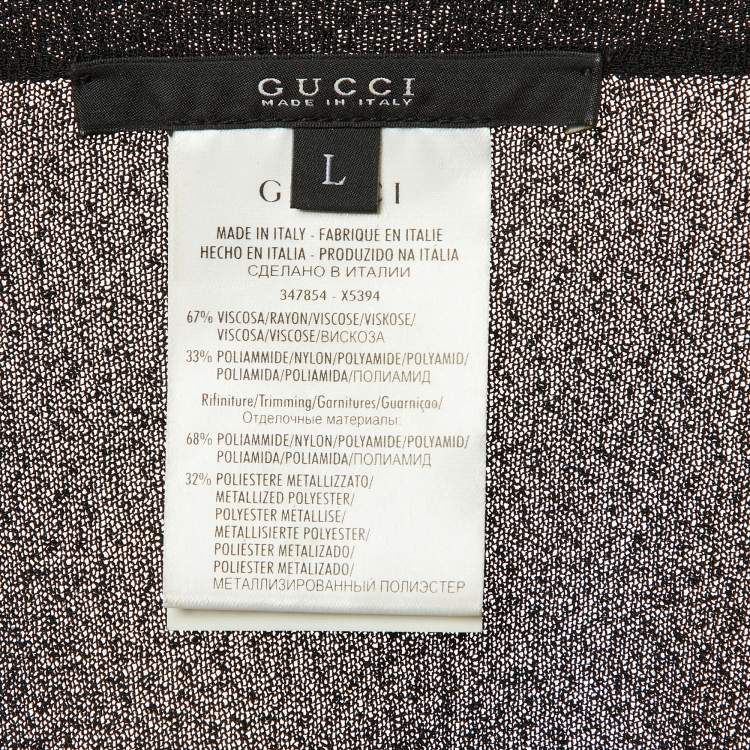 GUCCI
MADE IN ITALY
L
G I
MADE IN ITALY - FABRIQUE EN ITALIE
HECHO EN ITALIA - PRODUZIDO NA ITÁLIA
СДЕЛАНО В ИТАЛИИ
347854 - X5394
67% VISCOSA/RAYON/VISCOSE/VISKOSE/
VISCOSA/VISCOSE/ВИСКОЗА
33% POLIAMMIDE/NYLON/POLYAMIDE/POLYAMID/
POLIAMIDA/POLIAMIDA/ПОЛИАМИД
Rifiniture/Trimming/Garnitures/Guarniçao/
Отделочные материалы:
68% POLIAMMIDE/NYLON/POLYAMIDE/POLYAMID/
POLIAMIDA/POLIAMIDA/ПОЛИАМИД
32% POLIESTERE METALLIZZATO/
METALLIZED POLYESTER/
POLYESTER METALLISE/
METALLISIERTE POLYESTER/
POLIESTER METALIZADO/
POLIESTER METALIZADO/
МЕТАЛЛИЗИРОВАННЫЙ ПОЛИЭСТЕР